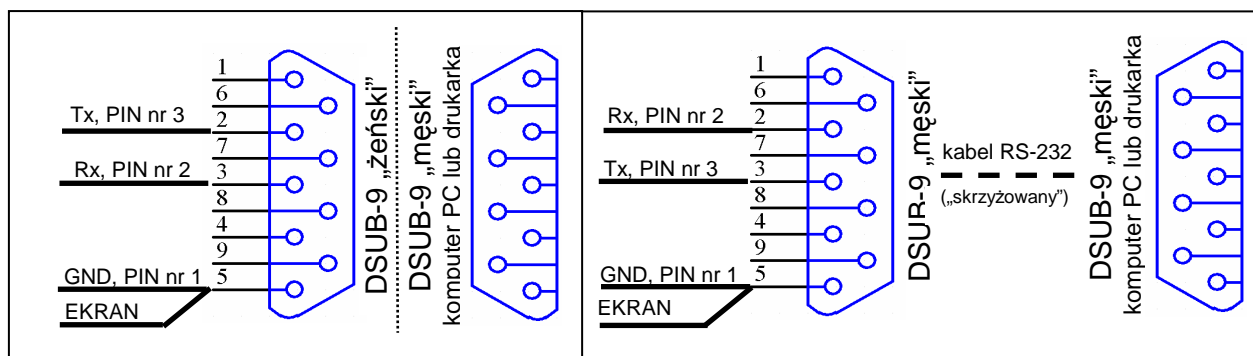 1
6
Tx, PIN nr 3
2
7
Rx, PIN nr 2
3
8
4
9
GND, PIN nr 1
5
EKRAN
DSUB-9 „żeński”
DSUB-9 „męski”
komputer PC lub drukarka
1
6
Rx, PIN nr 2
2
7
Tx, PIN nr 3
3
8
4
9
GND, PIN nr 1
5
EKRAN
DSUR-9 „męski”
kabel RS-232
(„skrzyżowany”)
DSUB-9 „męski”
komputer PC lub drukarka